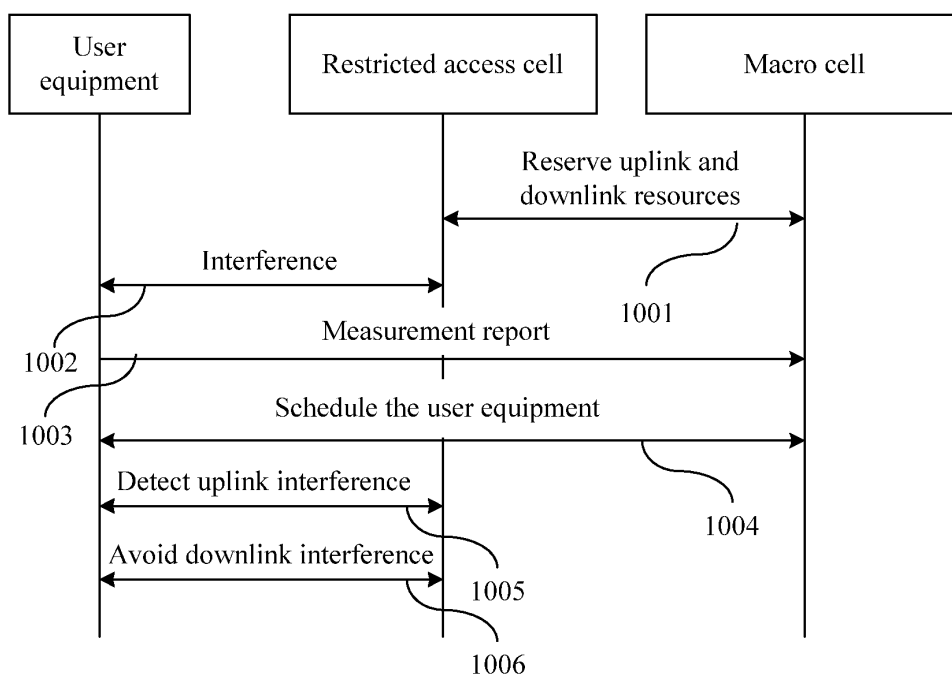 User
equipment
Restricted access cell
Macro cell
Reserve uplink and
downlink resources
1001
Interference
1002
Measurement report
1003
Schedule the user equipment
1004
Detect uplink interference
1005
Avoid downlink interference
1006